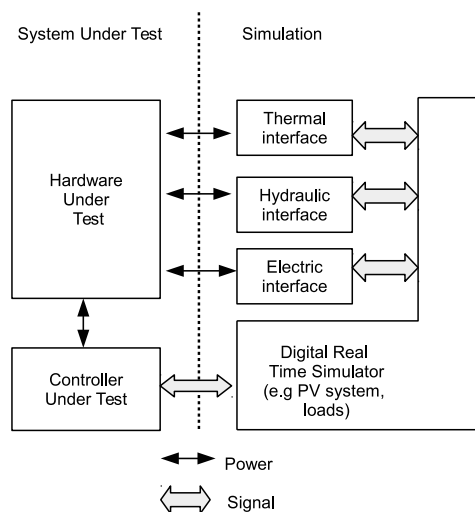 System Under Test
Simulation
Hardware
Under
Test
Thermal
interface
Hydraulic
interface
Electric
interface
Controller
Under Test
Digital Real
Time Simulator
(e.g PV system,
loads)
Power
Signal